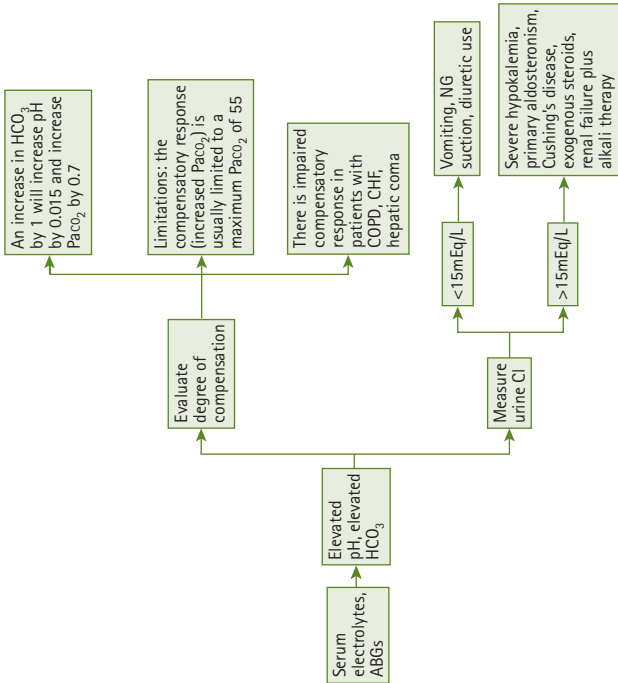 Serum
electrolytes,
ABGs
Elevated
pH, elevated
HCO3
Evaluate
degree of
compensation
An increase in HCO3
by 1 will increase pH
by 0.015 and increase
PaCO2 by 0.7
Limitations: the
compensatory response
(increased PaCO2) is
usually limited to a
maximum PaCO2 of 55
There is impaired
compensatory
response in
patients with
COPD, CHF,
hepatic coma
Measure
urine Cl
<15mEq/L
Vomiting, NG
suction, diuretic use
>15mEq/L
Severe hypokalemia,
primary aldosteronism,
Cushing's disease,
exogenous steroids,
renal failure plus
alkali therapy